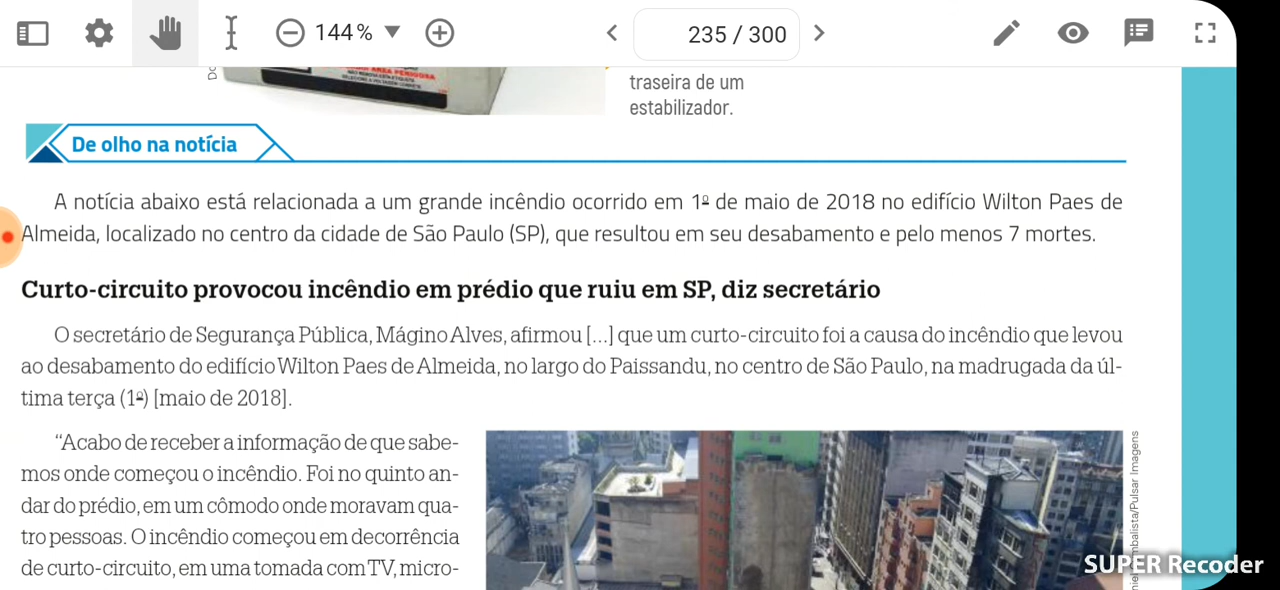 144%
235 / 300
ÁREA PERIGOSA
traseira de um
estabilizador.
De olho na notícia
A notícia abaixo está relacionada a um grande incêndio ocorrido em 1º de maio de 2018 no edifício Wilton Paes de
Almeida, localizado no centro da cidade de São Paulo (SP), que resultou em seu desabamento e pelo menos 7 mortes.
Curto-circuito provocou incêndio em prédio que ruiu em SP, diz secretário
O secretário de Segurança Pública, Mágino Alves, afirmou [...] que um curto-circuito foi a causa do incêndio que levou
ao desabamento do edifício Wilton Paes de Almeida, no largo do Paissandu, no centro de São Paulo, na madrugada da úl-
tima terça (1º) [maio de 2018].
“Acabo de receber a informação de que sabe-
mos onde começou o incêndio. Foi no quinto an-
dar do prédio, em um cômodo onde moravam qua-
tro pessoas. O incêndio começou em decorrência
de curto-circuito, em uma tomada com TV, micro-
mbalista/Pulsar Imagens
SUPER Recoder